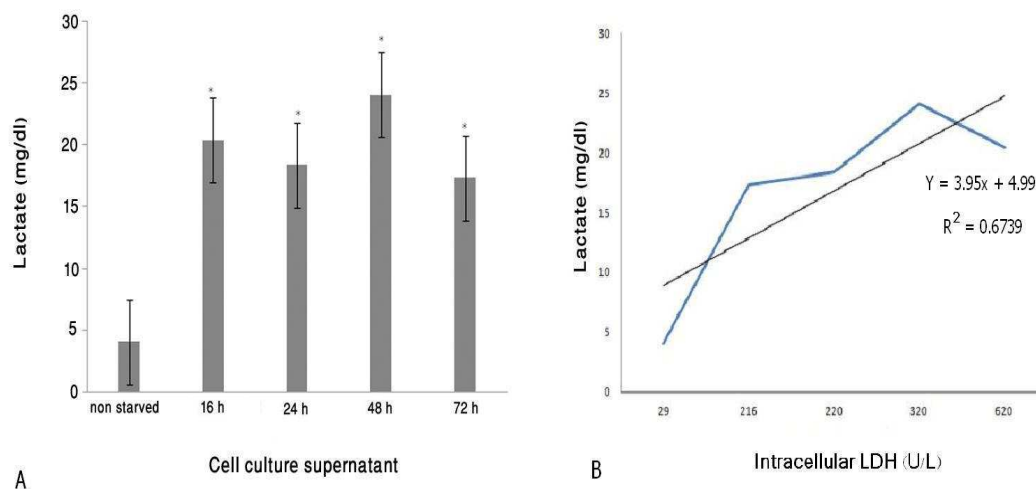 30
25
20
15
10
5
0
Lactate (mg/dl)
*
*
*
*
non starved 16 h 24 h 48 h 72 h
Cell culture supernatant
A
30
25
20
15
10
5
0
Lactate (mg/dl)
Y = 3.95x + 4.99
R² = 0.6739
29 216 220 320 620
Intracellular LDH (U/L)
B